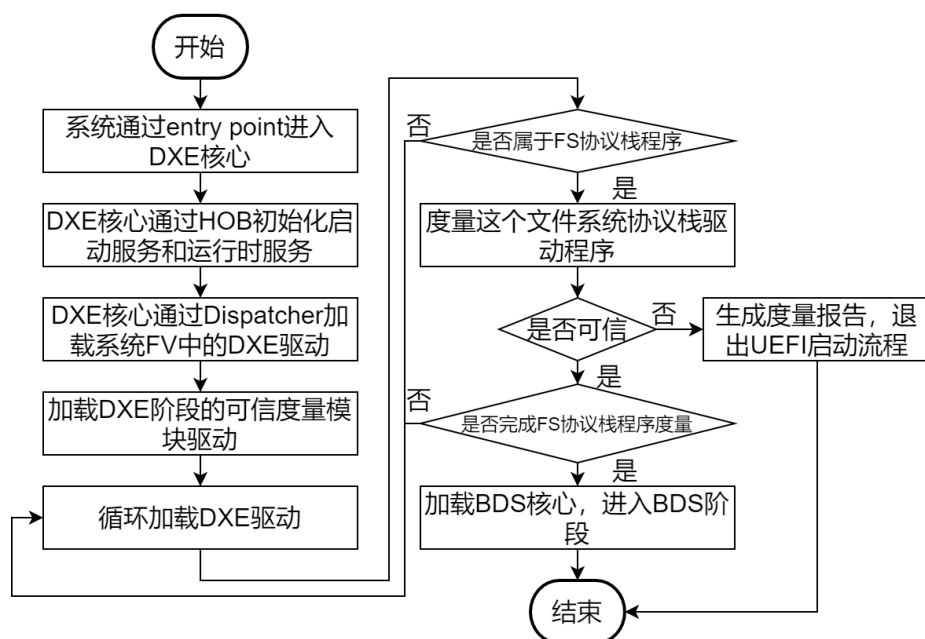 开始
系统通过entry point进入
DXE核心
DXE核心通过HOB初始化启
动服务和运行时服务
DXE核心通过Dispatcher加
载系统FV中的DXE驱动
加载DXE阶段的可信度量模
块驱动
循环加载DXE驱动
否
是否属于FS协议栈程序
是
度量这个文件系统协议栈驱
动程序
是否可信
否
生成度量报告，退
出UEFI启动流程
是
否
是否完成FS协议栈程序度量
是
加载BDS核心，进入BDS阶
段
结束